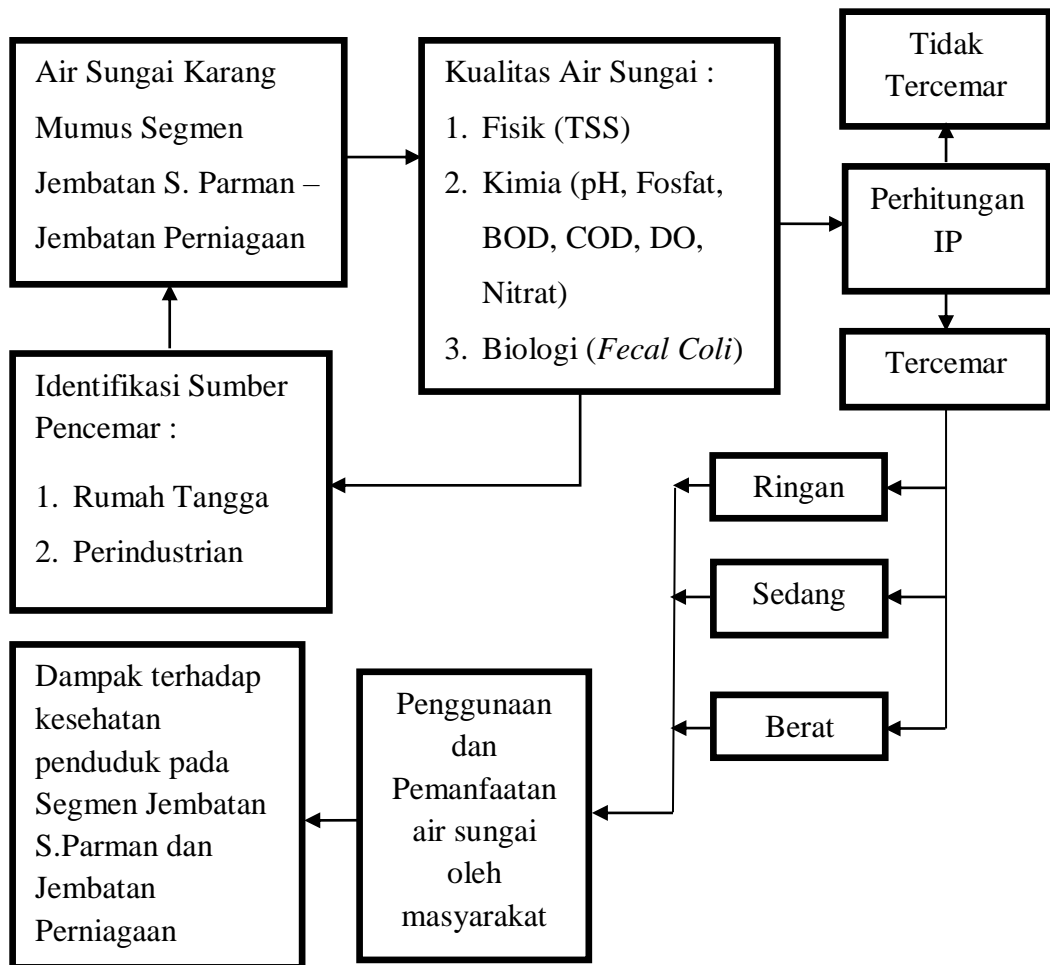 Air Sungai Karang
Mumus Segmen
Jembatan S. Parman –
Jembatan Perniagaan
Kualitas Air Sungai :
1. Fisik (TSS)
2. Kimia (pH, Fosfat,
BOD, COD, DO,
Nitrat)
3. Biologi (Fecal Coli)
Tidak
Tercemar
Perhitungan
IP
Tercemar
Identifikasi Sumber
Pencemar :
1. Rumah Tangga
2. Perindustrian
Ringan
Sedang
Berat
Penggunaan
dan
Pemanfaatan
air sungai
oleh
masyarakat
Dampak terhadap
kesehatan
penduduk pada
Segmen Jembatan
S.Parman dan
Jembatan
Perniagaan